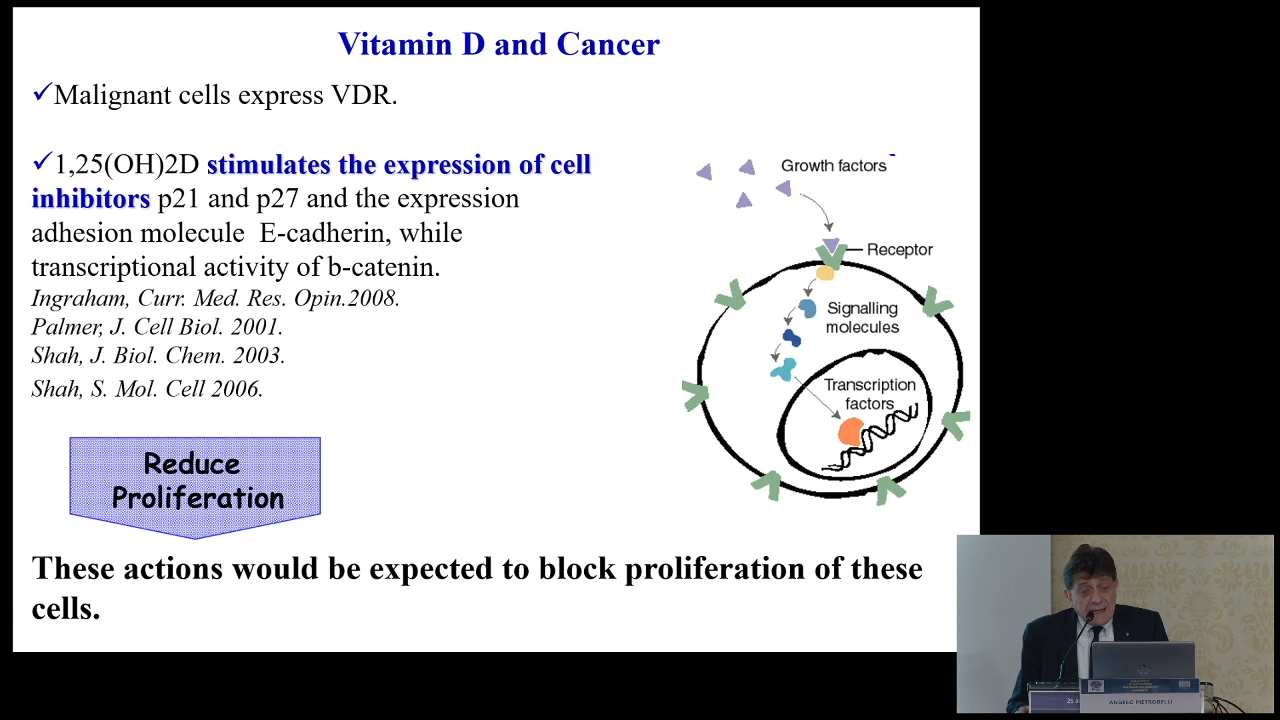 Vitamin D and Cancer
✓Malignant cells express VDR.
✓1,25(OH)2D stimulates the expression of cell
inhibitors p21 and p27 and the expression
adhesion molecule E-cadherin, while
transcriptional activity of b-catenin.
Ingraham, Curr. Med. Res. Opin.2008.
Palmer, J. Cell Biol. 2001.
Shah, J. Biol. Chem. 2003.
Shah, S. Mol. Cell 2006.
Reduce
Proliferation
These actions would be expected to block proliferation of these
cells.
Growth factors
Receptor
Signalling
molecules
Transcription
factors
ANGELO PIETROBELLI